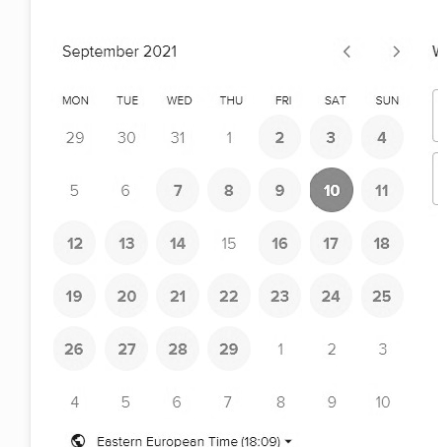 September 2021
MON TUE WED THU FRI SAT SUN
29 30 31 1 2 3 4
5 6 7 8 9 10 11
12 13 14 15 16 17 18
19 20 21 22 23 24 25
26 27 28 29 1 2 3
4 5 6 7 8 9 10
Eastern European Time (18:09)